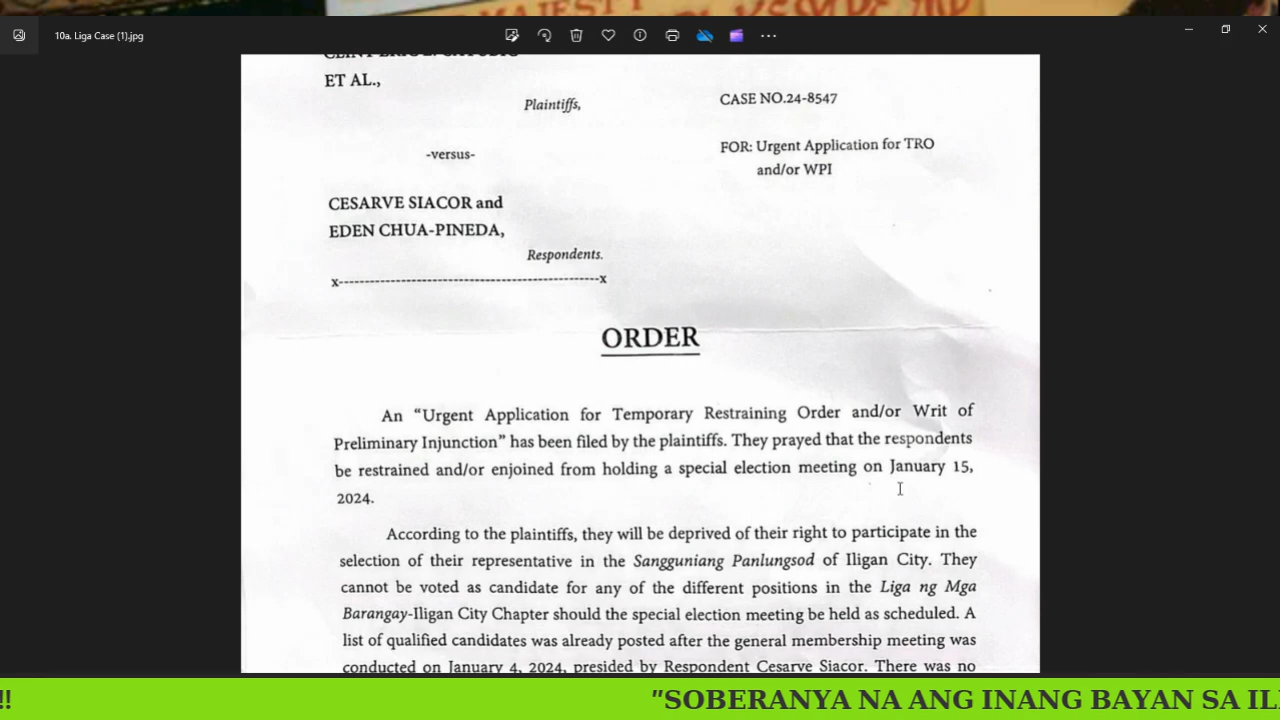 MAJESTY
10a. Liga Case (1).jpg
ET AL.,
Plaintiffs,
CASE NO.24-8547
-versus-
FOR: Urgent Application for TRO
and/or WPI
CESARVE SIACOR and
EDEN CHUA-PINEDA,
Respondents.
x--------------------------------------------------x
ORDER
An “Urgent Application for Temporary Restraining Order and/or Writ of
Preliminary Injunction” has been filed by the plaintiffs. They prayed that the respondents
be restrained and/or enjoined from holding a special election meeting on January 15,
2024.
According to the plaintiffs, they will be deprived of their right to participate in the
selection of their representative in the Sangguniang Panlungsod of Iligan City. They
cannot be voted as candidate for any of the different positions in the Liga ng Mga
Barangay-Iligan City Chapter should the special election meeting be held as scheduled. A
list of qualified candidates was already posted after the general membership meeting was
conducted on January 4, 2024, presided by Respondent Cesarve Siacor. There was no
!! "SOBERANYA NA ANG INANG BAYAN SA IL